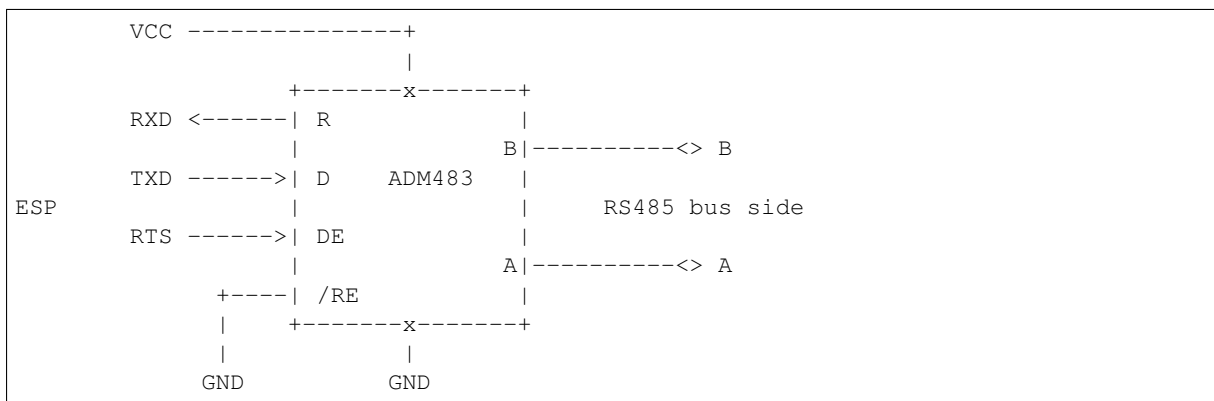 VCC ---------------+
|
+-------x-------+
RXD <------| R |
| B|----------<> B
TXD ------>| D ADM483 |
ESP | | RS485 bus side
RTS ------>| DE |
| A|----------<> A
+----| /RE |
| +-------x-------+
| |
GND GND